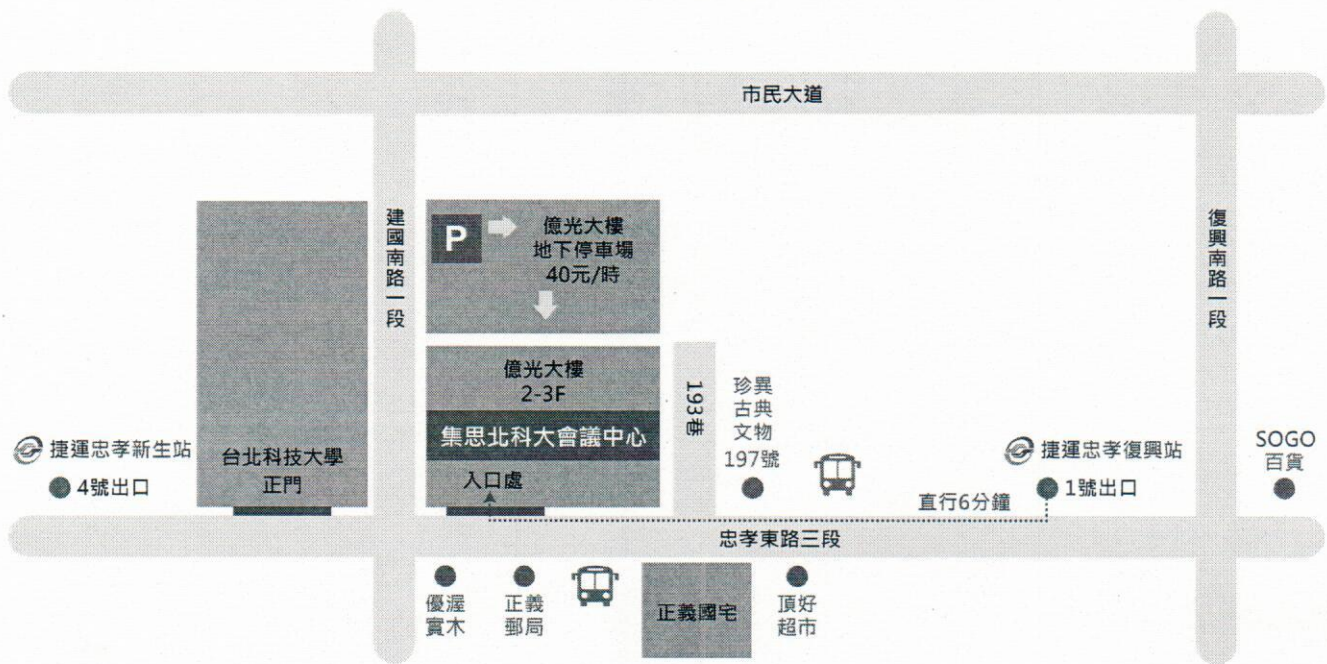 市民大道
建國南路一段
復興南路一段
P
億光大樓
地下停車場
40元/時
億光大樓
2-3F
集思北科大會議中心
入口處
193巷
珍異
古典
文物
197號
捷運忠孝新生站
4號出口
台北科技大學
正門
捷運忠孝復興站
1號出口
直行6分鐘
SOGO
百貨
忠孝東路三段
優渥
實木
正義
郵局
正義國宅
頂好
超市